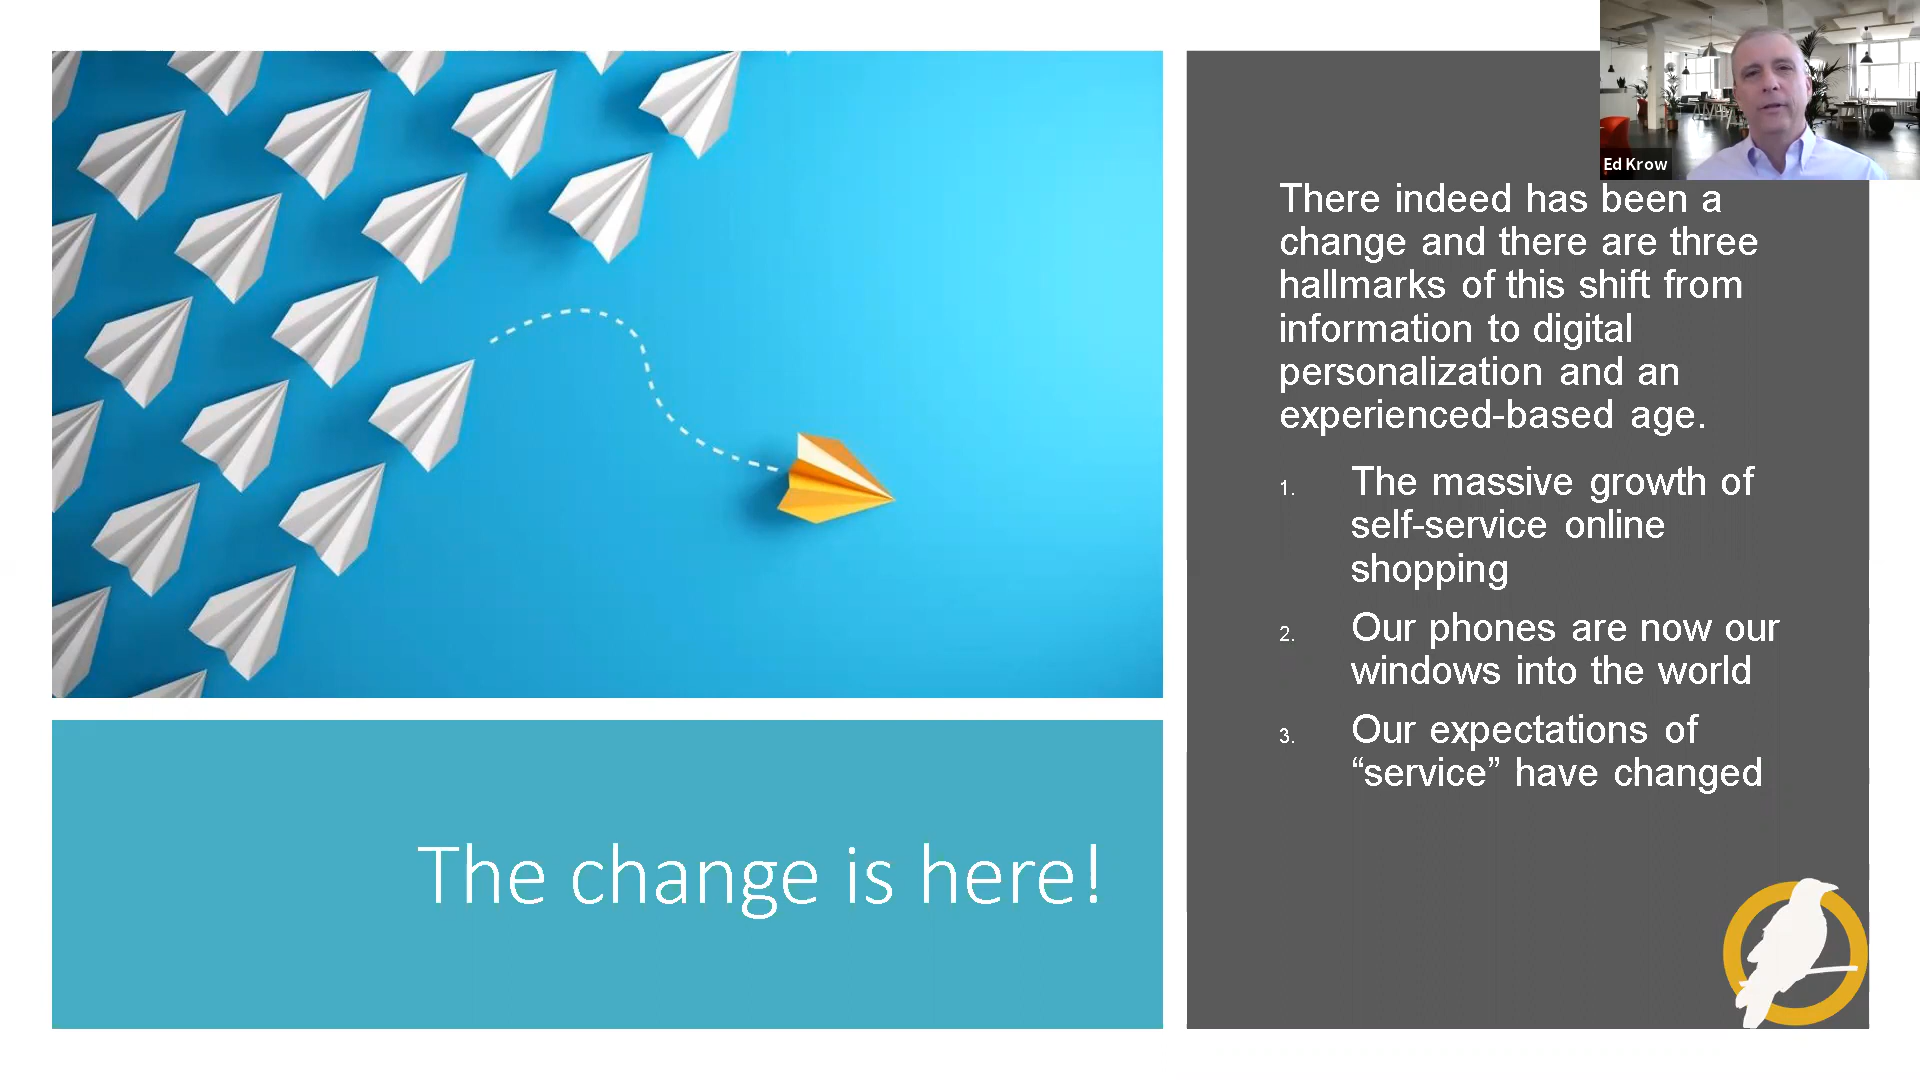 Ed Krow
There indeed has been a
change and there are three
hallmarks of this shift from
information to digital
personalization and an
experienced-based age.
1. The massive growth of
self-service online
shopping
2. Our phones are now our
windows into the world
3. Our expectations of
“service” have changed
The change is here!